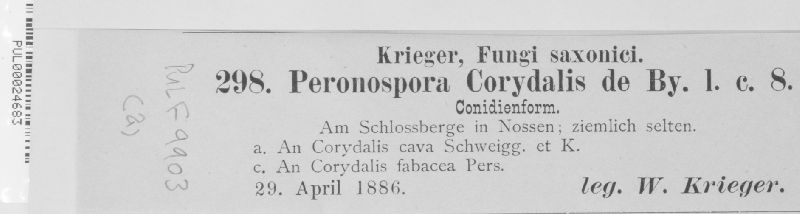 PUL00024683
PUL F 9903
(a)
Krieger, Fungi saxonici.
298. Peronospora Corydalis de By. l. c. 8.
Conidienform.
Am Schlossberge in Nossen; ziemlich selten.
a. An Corydalis cava Schweigg. et K.
c. An Corydalis fabacea Pers.
29. April 1886.
leg. W. Krieger.